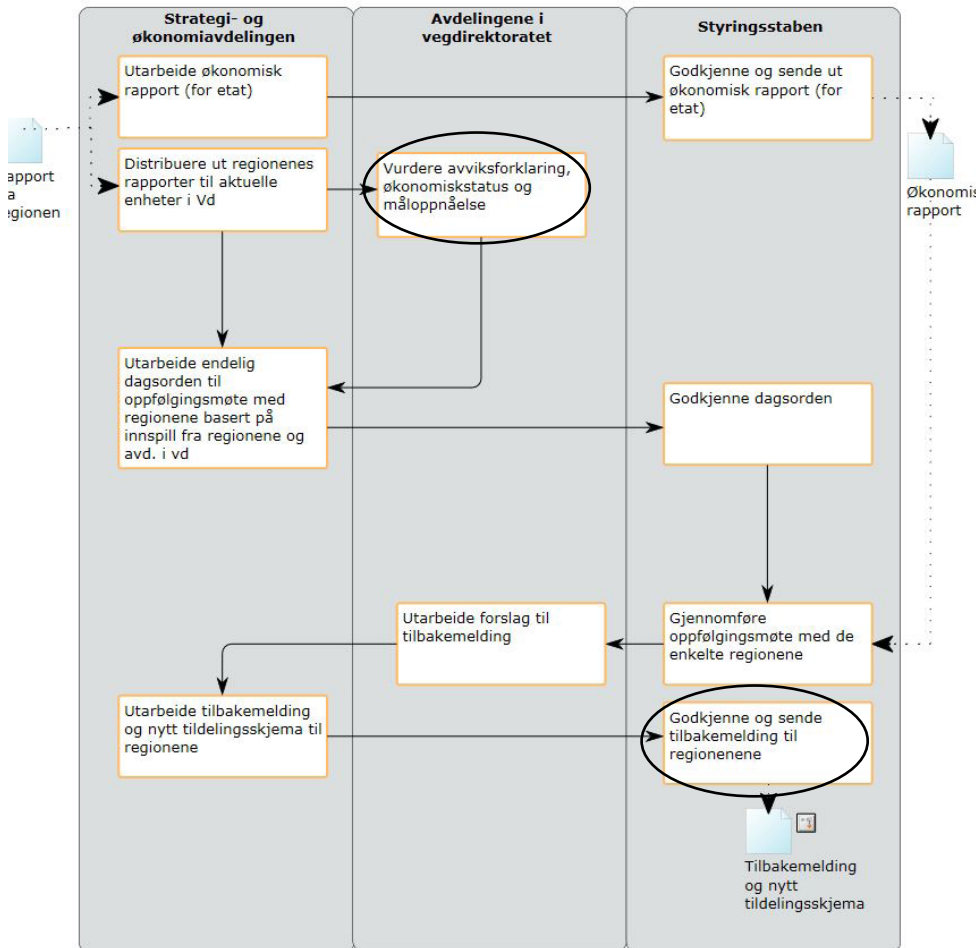 Strategi- og
økonomiavdelingen
Avdelingene i
vegdirektoratet
Styringsstaben
Utarbeide økonomisk
rapport (for etat)
Godkjenne og sende ut
økonomisk rapport (for
etat)
apport
a
egionen
Distribuere ut regionenes
rapporter til aktuelle
enheter i Vd
Vurdere avviksforklaring,
økonomiskstatus og
måloppnåelse
Økonomis
rapport
Utarbeide endelig
dagsorden til
oppfølgingsmøte med
regionene basert på
innspill fra regionene og
avd. i vd
Godkjenne dagsorden
Utarbeide forslag til
tilbakemelding
Gjennomføre
oppfølgingsmøte med de
enkelte regionene
Utarbeide tilbakemelding
og nytt tildelingsskjema til
regionene
Godkjenne og sende
tilbakemelding til
regionenene
Tilbakemelding
og nytt
tildelingsskjema